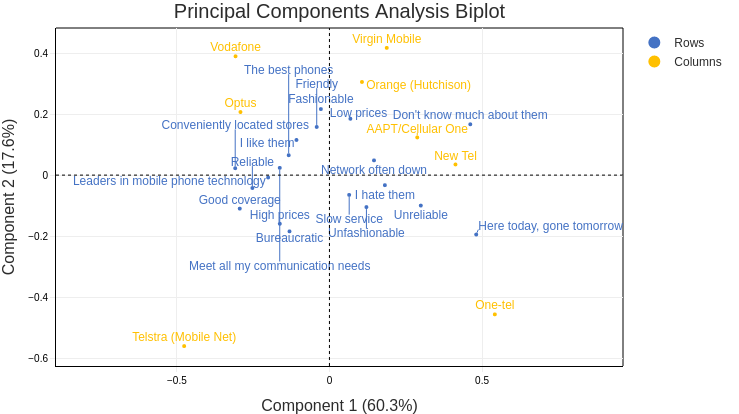 Principal Components Analysis Biplot
Rows
Columns
Component 2 (17.6%)
0.4
0.2
0
−0.2
−0.4
−0.6
Virgin Mobile
Vodafone
The best phones
Friendly
Orange (Hutchison)
Optus
Fashionable
Low prices
Don't know much about them
Conveniently located stores
AAPT/Cellular One
I like them
New Tel
Reliable
Network often down
Leaders in mobile phone technology
I hate them
Good coverage
High prices
Slow service
Unreliable
Here today, gone tomorrow
Bureaucratic
Unfashionable
Meet all my communication needs
One-tel
Telstra (Mobile Net)
−0.5
0
0.5
Component 1 (60.3%)